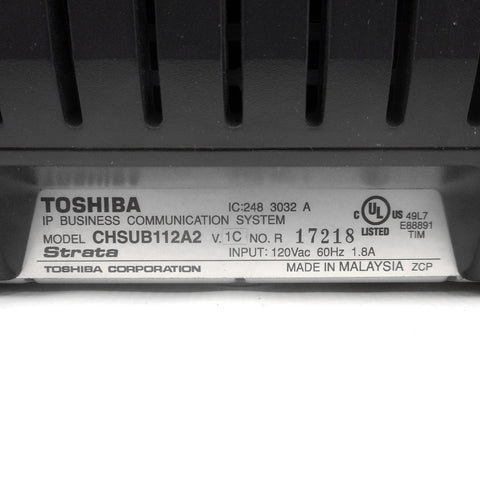 TOSHIBA IC:248 3032 A
IP BUSINESS COMMUNICATION SYSTEM
MODEL CHSUB112A2 V. 1C NO. R 17218
Strata INPUT: 120Vac 60Hz 1.8A
TOSHIBA CORPORATION MADE IN MALAYSIA ZCP
C UL US
LISTED
49L7
E88891
TIM